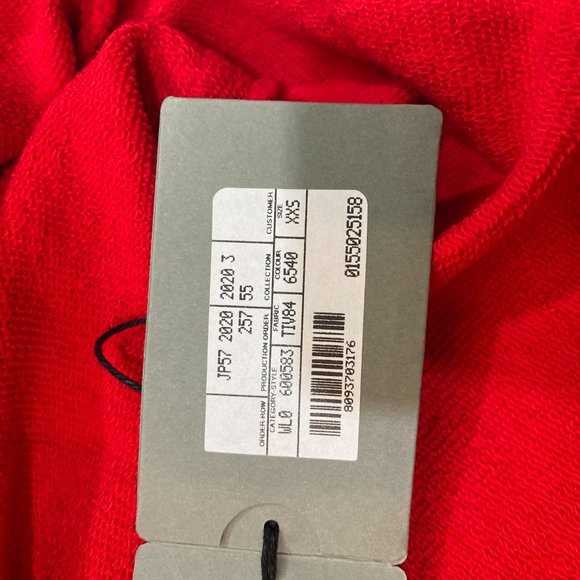 JP57 2020 2020 3
257 55
ORDER-ROW PRODUCTION ORDER COLLECTION CUSTOMER
CATEGORY-STYLE FABRIC COLOUR SIZE
WL0 600583 TIV84 6540 XXS
8093703176
0155025158